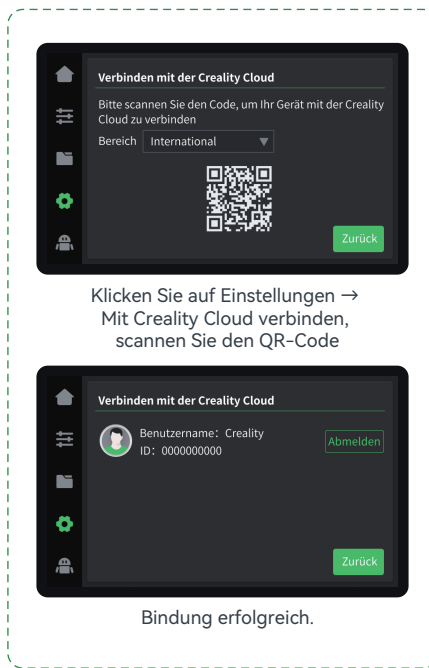 Verbinden mit der Creality Cloud
Bitte scannen Sie den Code, um Ihr Gerät mit der Creality
Cloud zu verbinden
Bereich International
Zurück
Klicken Sie auf Einstellungen →
Mit Creality Cloud verbinden,
scannen Sie den QR-Code
Verbinden mit der Creality Cloud
Benutzername: Creality
ID: 0000000000
Abmelden
Zurück
Bindung erfolgreich.